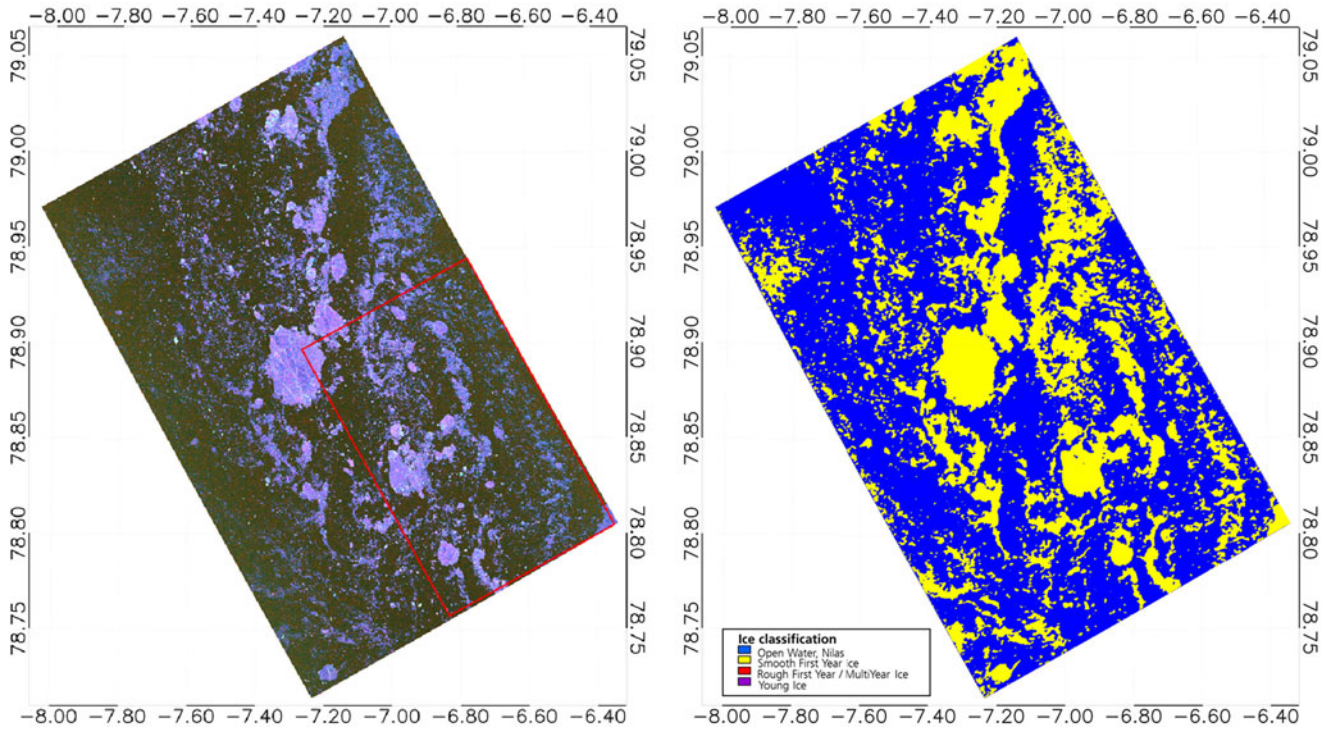 −8.00 −7.80 −7.60 −7.40 −7.20 −7.00 −6.80 −6.60 −6.40
79.05 79.00 78.95 78.90 78.85 78.80 78.75
79.05 79.00 78.95 78.90 78.85 78.80 78.75
−8.00 −7.80 −7.60 −7.40 −7.20 −7.00 −6.80 −6.60 −6.40
−8.00 −7.80 −7.60 −7.40 −7.20 −7.00 −6.80 −6.60 −6.40
79.05 79.00 78.95 78.90 78.85 78.80 78.75
79.05 79.00 78.95 78.90 78.85 78.80 78.75
Ice classification
Open Water, Nilas
Smooth First Year Ice
Rough First Year / MultiYear Ice
Young Ice
−8.00 −7.80 −7.60 −7.40 −7.20 −7.00 −6.80 −6.60 −6.40